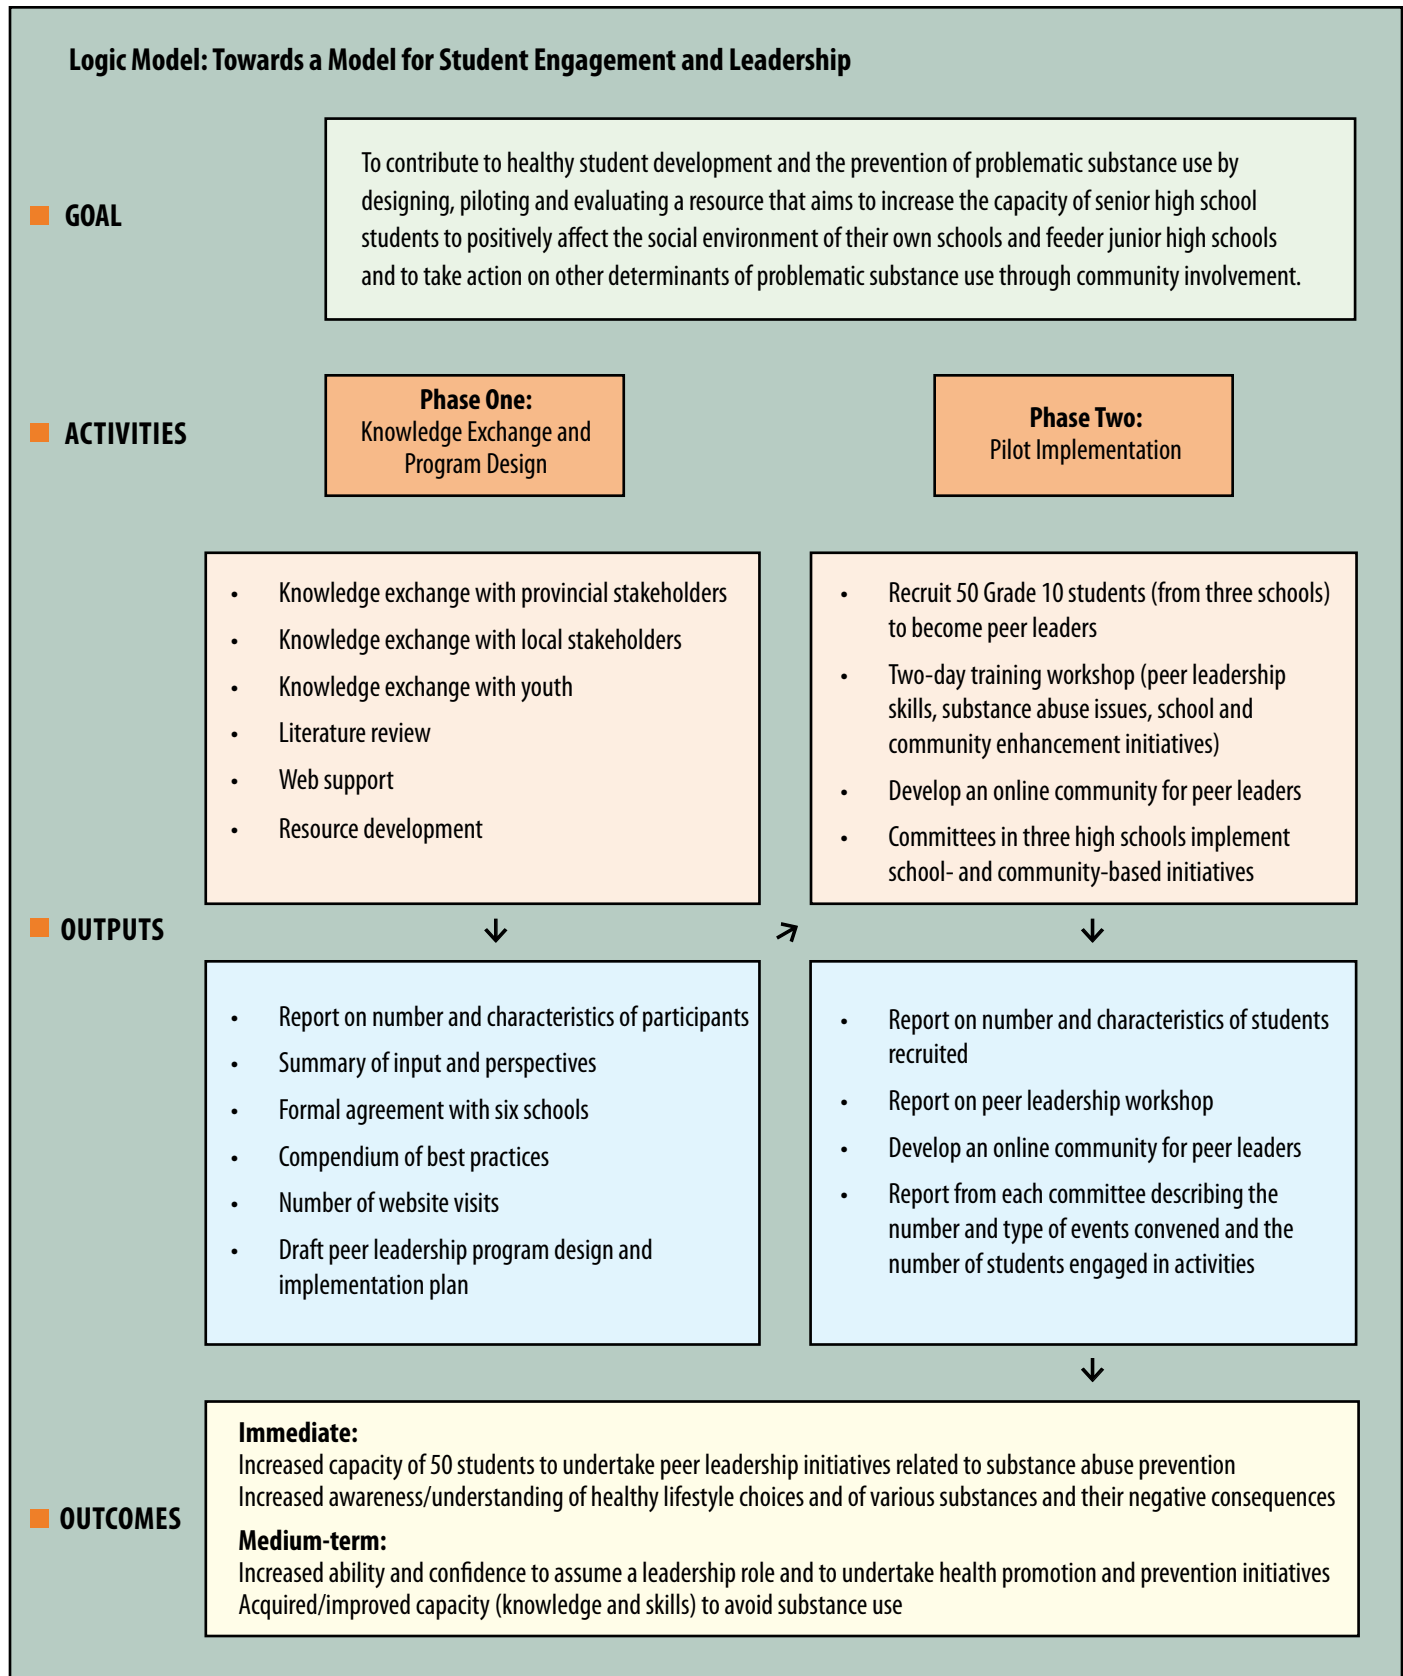 Logic Model: Towards a Model for Student Engagement and Leadership
GOAL
To contribute to healthy student development and the prevention of problematic substance use by
designing, piloting and evaluating a resource that aims to increase the capacity of senior high school
students to positively affect the social environment of their own schools and feeder junior high schools
and to take action on other determinants of problematic substance use through community involvement.
ACTIVITIES
Phase One:
Knowledge Exchange and
Program Design
Phase Two:
Pilot Implementation
• Knowledge exchange with provincial stakeholders
• Knowledge exchange with local stakeholders
• Knowledge exchange with youth
• Literature review
• Web support
• Resource development
• Recruit 50 Grade 10 students (from three schools)
to become peer leaders
• Two-day training workshop (peer leadership
skills, substance abuse issues, school and
community enhancement initiatives)
• Develop an online community for peer leaders
• Committees in three high schools implement
school- and community-based initiatives
OUTPUTS
• Report on number and characteristics of participants
• Summary of input and perspectives
• Formal agreement with six schools
• Compendium of best practices
• Number of website visits
• Draft peer leadership program design and
implementation plan
• Report on number and characteristics of students
recruited
• Report on peer leadership workshop
• Develop an online community for peer leaders
• Report from each committee describing the
number and type of events convened and the
number of students engaged in activities
OUTCOMES
Immediate:
Increased capacity of 50 students to undertake peer leadership initiatives related to substance abuse prevention
Increased awareness/understanding of healthy lifestyle choices and of various substances and their negative consequences
Medium-term:
Increased ability and confidence to assume a leadership role and to undertake health promotion and prevention initiatives
Acquired/improved capacity (knowledge and skills) to avoid substance use